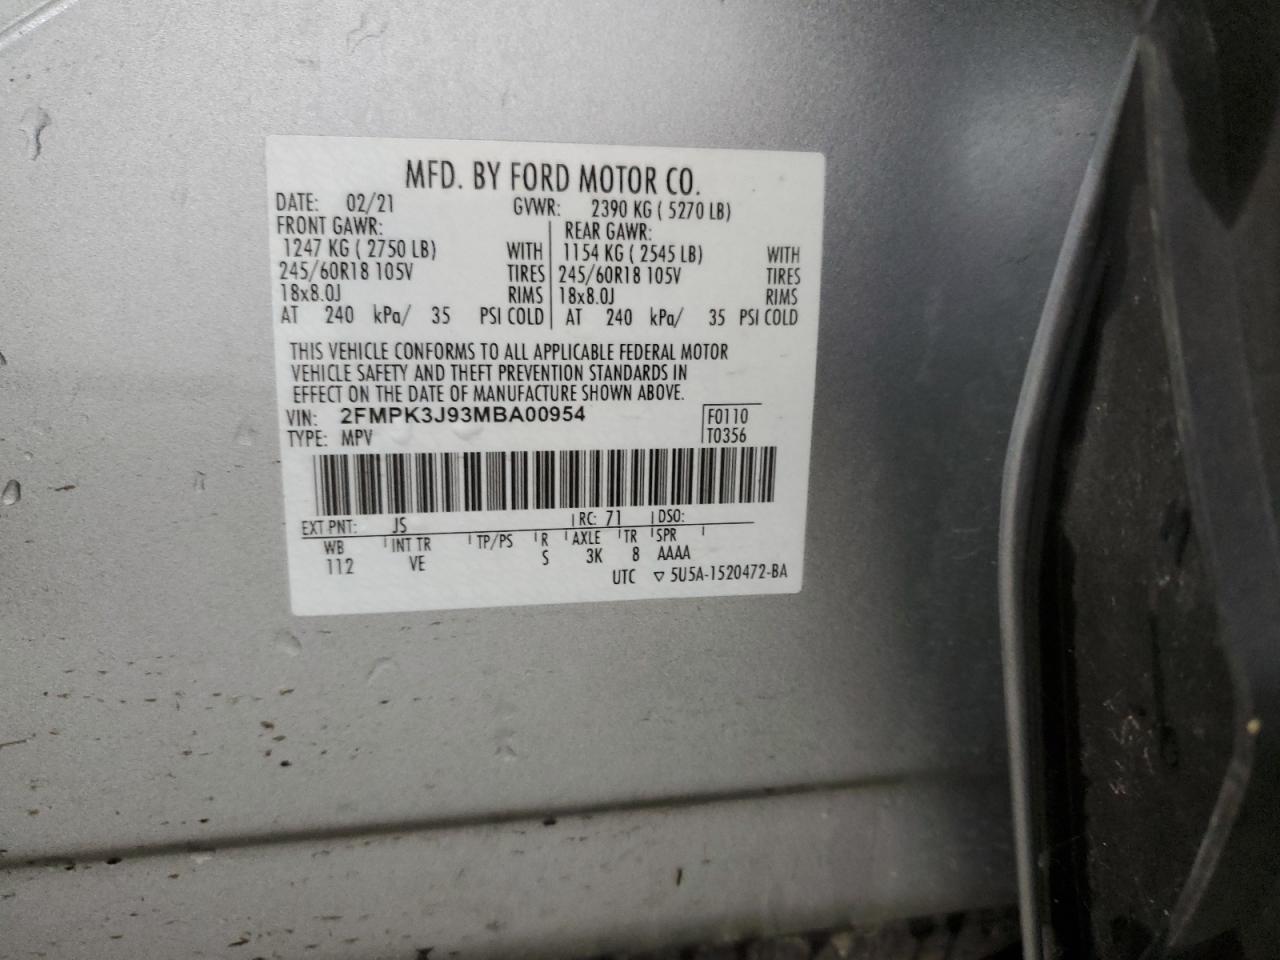 MFD. BY FORD MOTOR CO.
DATE: 02/21 GVWR: 2390 KG ( 5270 LB)
FRONT GAWR: REAR GAWR:
1247 KG ( 2750 LB) WITH 1154 KG ( 2545 LB) WITH
245/60R18 105V TIRES 245/60R18 105V TIRES
18x8.0J RIMS 18x8.0J RIMS
AT 240 kPa/ 35 PSI COLD AT 240 kPa/ 35 PSI COLD
THIS VEHICLE CONFORMS TO ALL APPLICABLE FEDERAL MOTOR
VEHICLE SAFETY AND THEFT PREVENTION STANDARDS IN
EFFECT ON THE DATE OF MANUFACTURE SHOWN ABOVE.
VIN: 2FMPK3J93MBA00954 F0110
TYPE: MPV T0356
EXT PNT: JS RC: 71 DSO:
WB INT TR TP/PS R AXLE TR SPR
112 VE S 3K 8 AAAA
UTC ▽ 5U5A-1520472-BA